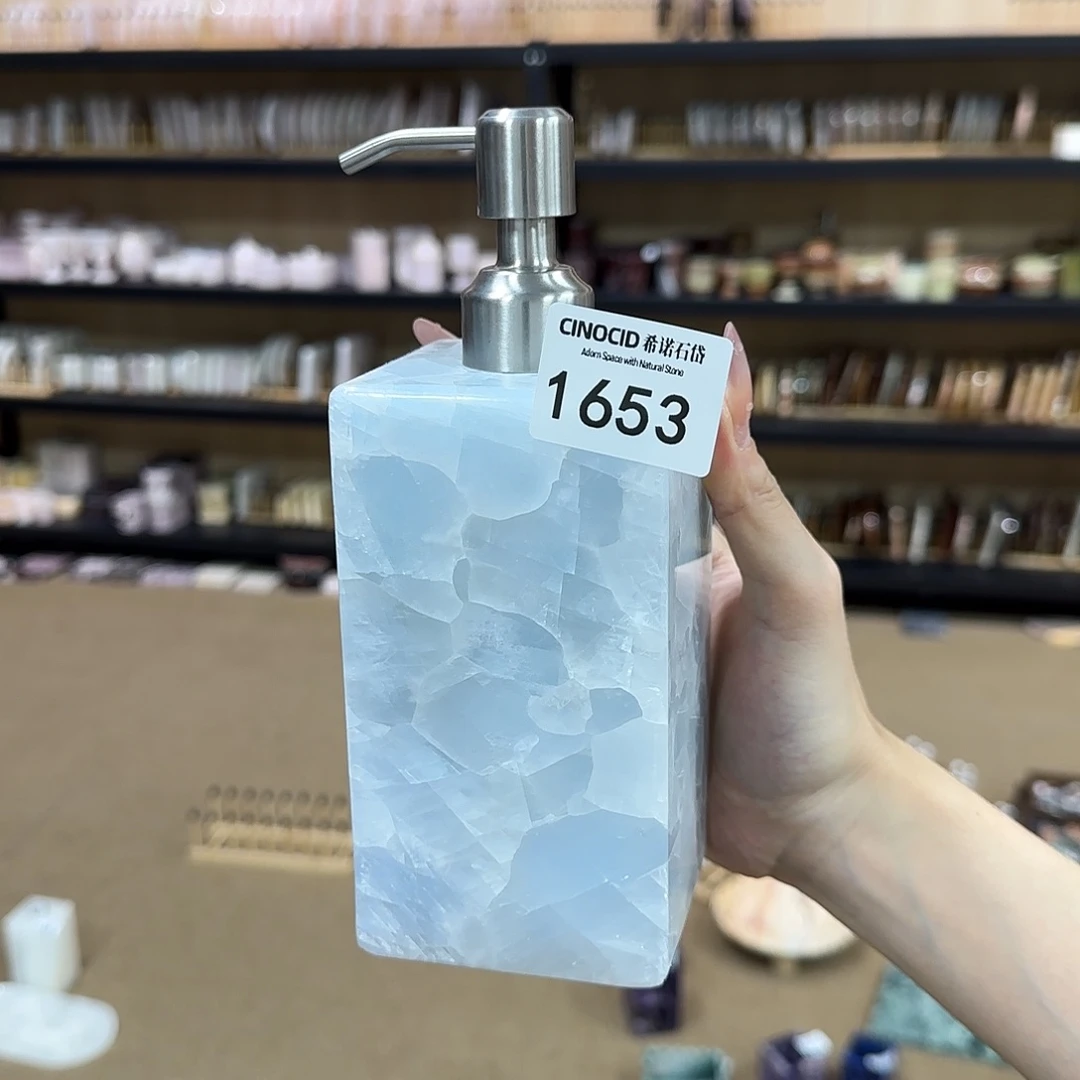 CINOCID 希诺石岱
Adorn Space with Natural Stone
1653